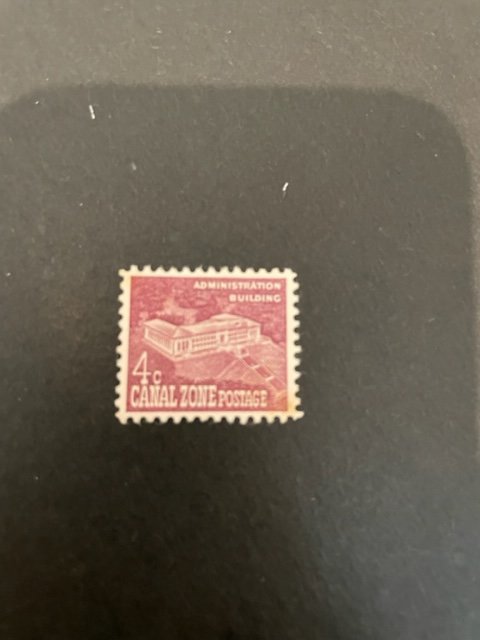 ADMINISTRATION
BUILDING
4c
CANAL ZONE POSTAGE